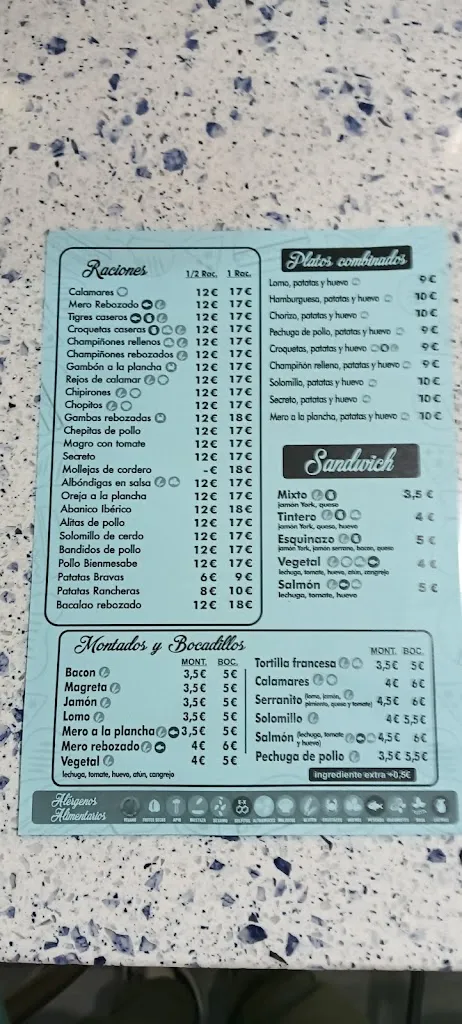 Raciones
1/2 Rac. 1 Rac.
Calamares 12€ 17€
Mero Rebozado 12€ 17€
Tigres caseros 12€ 17€
Croquetas caseras 12€ 17€
Champiñones rellenos 12€ 17€
Champiñones rebozados 12€ 17€
Gambón a la plancha 12€ 17€
Rejos de calamar 12€ 17€
Chipirones 12€ 17€
Chopitos 12€ 17€
Gambas rebozadas 12€ 18€
Chepitas de pollo 12€ 17€
Magro con tomate 12€ 17€
Secreto 12€ 17€
Mollejas de cordero -€ 18€
Albóndigas en salsa 12€ 17€
Oreja a la plancha 12€ 17€
Abanico Ibérico 12€ 18€
Alitas de pollo 12€ 17€
Solomillo de cerdo 12€ 17€
Bandidos de pollo 12€ 17€
Pollo Bienmesabe 12€ 17€
Patatas Bravas 6€ 9€
Patatas Rancheras 8€ 10€
Bacalao rebozado 12€ 18€
Platos combinados
Lomo, patatas y huevo 9€
Hamburguesa, patatas y huevo 10€
Chorizo, patatas y huevo 10€
Pechuga de pollo, patatas y huevo 9€
Croquetas, patatas y huevo 9€
Champiñón relleno, patatas y huevo 9€
Solomillo, patatas y huevo 10€
Secreto, patatas y huevo 10€
Mero a la plancha, patatas y huevo 10€
Sandwich
Mixto 3,5 €
jamón York, queso
Tintero 4 €
jamón York, queso, huevo
Esquinazo 5 €
jamón York, jamón serrano, bacon, queso
Vegetal 4 €
lechuga, tomate, huevo, atún, cangrejo
Salmón 5 €
lechuga, tomate, huevo
Montados y Bocadillos
MONT. BOC.
Bacon 3,5€ 5€
Magreta 3,5€ 5€
Jamón 3,5€ 5€
Lomo 3,5€ 5€
Mero a la plancha 3,5€ 5€
Mero rebozado 4€ 6€
Vegetal 4€ 5€
lechuga, tomate, huevo, atún, cangrejo
MONT. BOC.
Tortilla francesa 3,5€ 5€
Calamares 4€ 6€
Serranito (lomo, jamón, pimiento, queso y tomate) 4,5€ 6€
Solomillo 4€ 5,5€
Salmón (lechuga, tomate y huevo) 4,5€ 6€
Pechuga de pollo 3,5€ 5,5€
ingrediente extra +0,5€
Alérgenos
Alimentarios